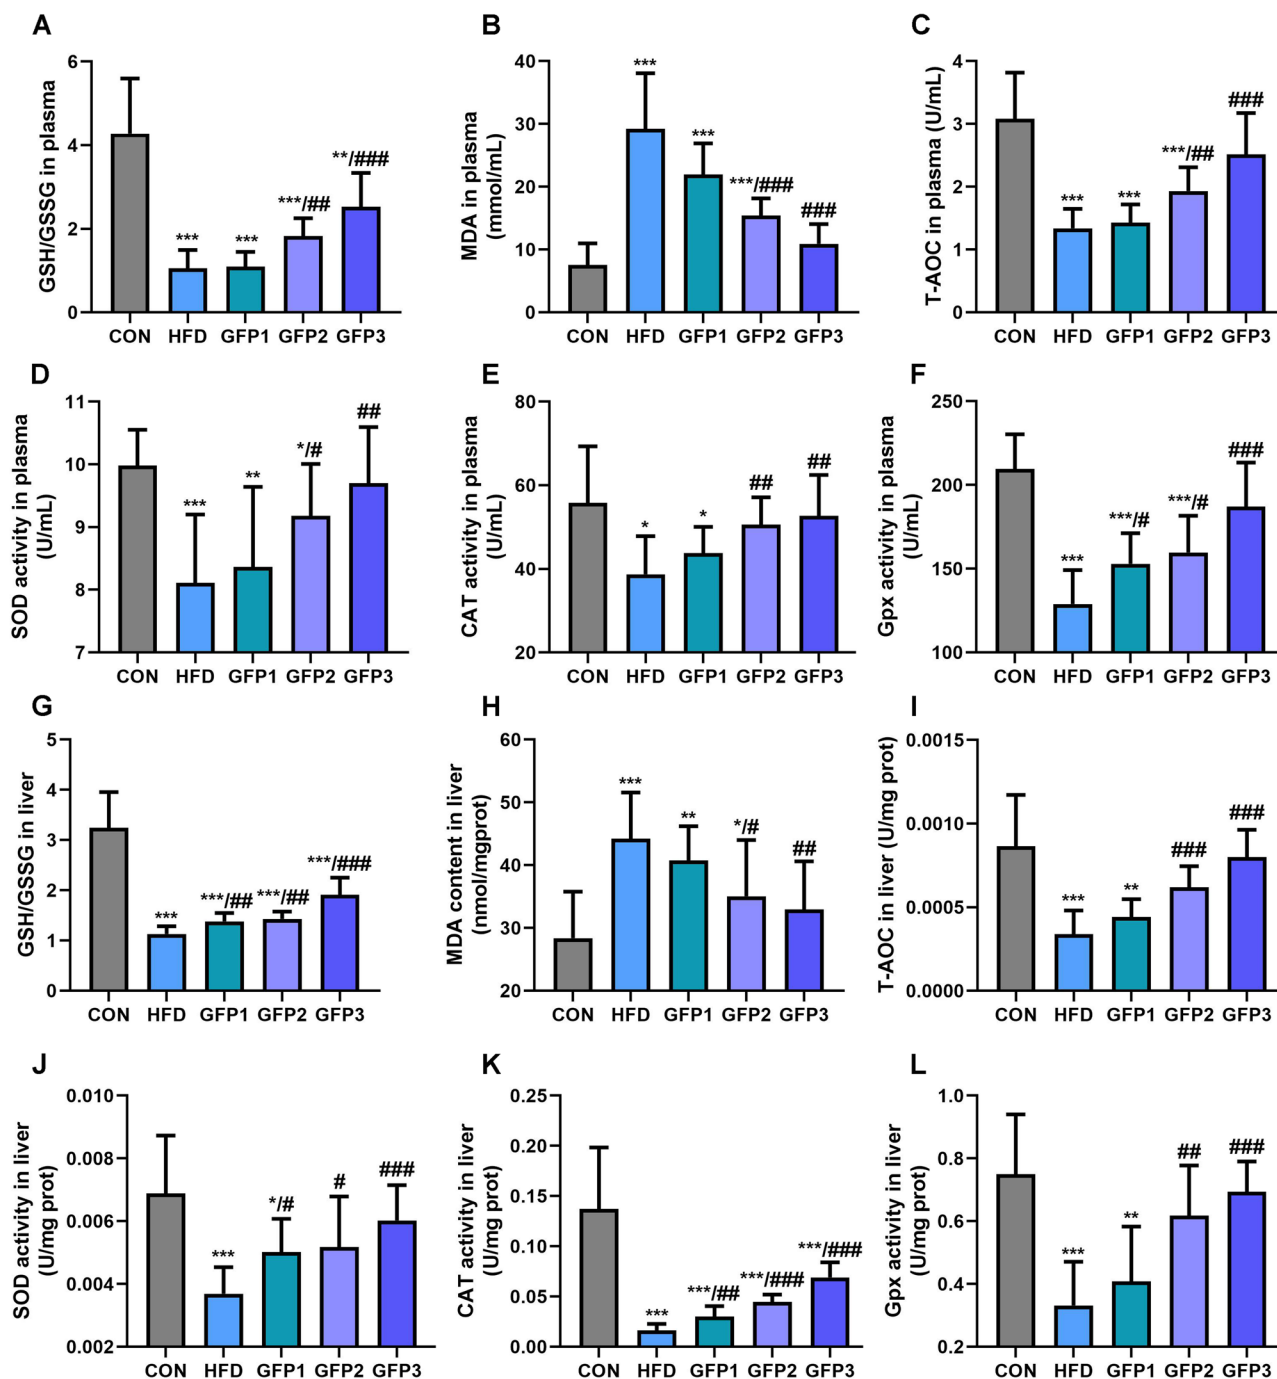 A
GSH/GSSG in plasma
6
4
2
0
***
***
***/##
**/###
CON HFD GFP1 GFP2 GFP3
B
MDA in plasma
(mmol/mL)
40
30
20
10
0
***
***
***/###
###
CON HFD GFP1 GFP2 GFP3
C
T-AOC in plasma (U/mL)
4
3
2
1
0
***
***
***/##
###
CON HFD GFP1 GFP2 GFP3
D
SOD activity in plasma
(U/mL)
11
10
9
8
7
***
**
*/#
##
CON HFD GFP1 GFP2 GFP3
E
CAT activity in plasma
(U/mL)
80
60
40
20
*
*
##
##
CON HFD GFP1 GFP2 GFP3
F
Gpx activity in plasma
(U/mL)
250
200
150
100
***
***/#
***/#
###
CON HFD GFP1 GFP2 GFP3
G
GSH/GSSG in liver
5
4
3
2
1
0
***
***/##
***/##
***/###
CON HFD GFP1 GFP2 GFP3
H
MDA content in liver
(nmol/mgprot)
60
50
40
30
20
***
**
*/#
##
CON HFD GFP1 GFP2 GFP3
I
T-AOC in liver (U/mg prot)
0.0015
0.0010
0.0005
0.0000
***
**
###
###
CON HFD GFP1 GFP2 GFP3
J
SOD activity in liver
(U/mg prot)
0.010
0.008
0.006
0.004
0.002
***
*/#
#
###
CON HFD GFP1 GFP2 GFP3
K
CAT activity in liver
(U/mg prot)
0.25
0.20
0.15
0.10
0.05
0.00
***
***/##
***/###
***/###
CON HFD GFP1 GFP2 GFP3
L
Gpx activity in liver
(U/mg prot)
1.0
0.8
0.6
0.4
0.2
***
**
##
###
CON HFD GFP1 GFP2 GFP3